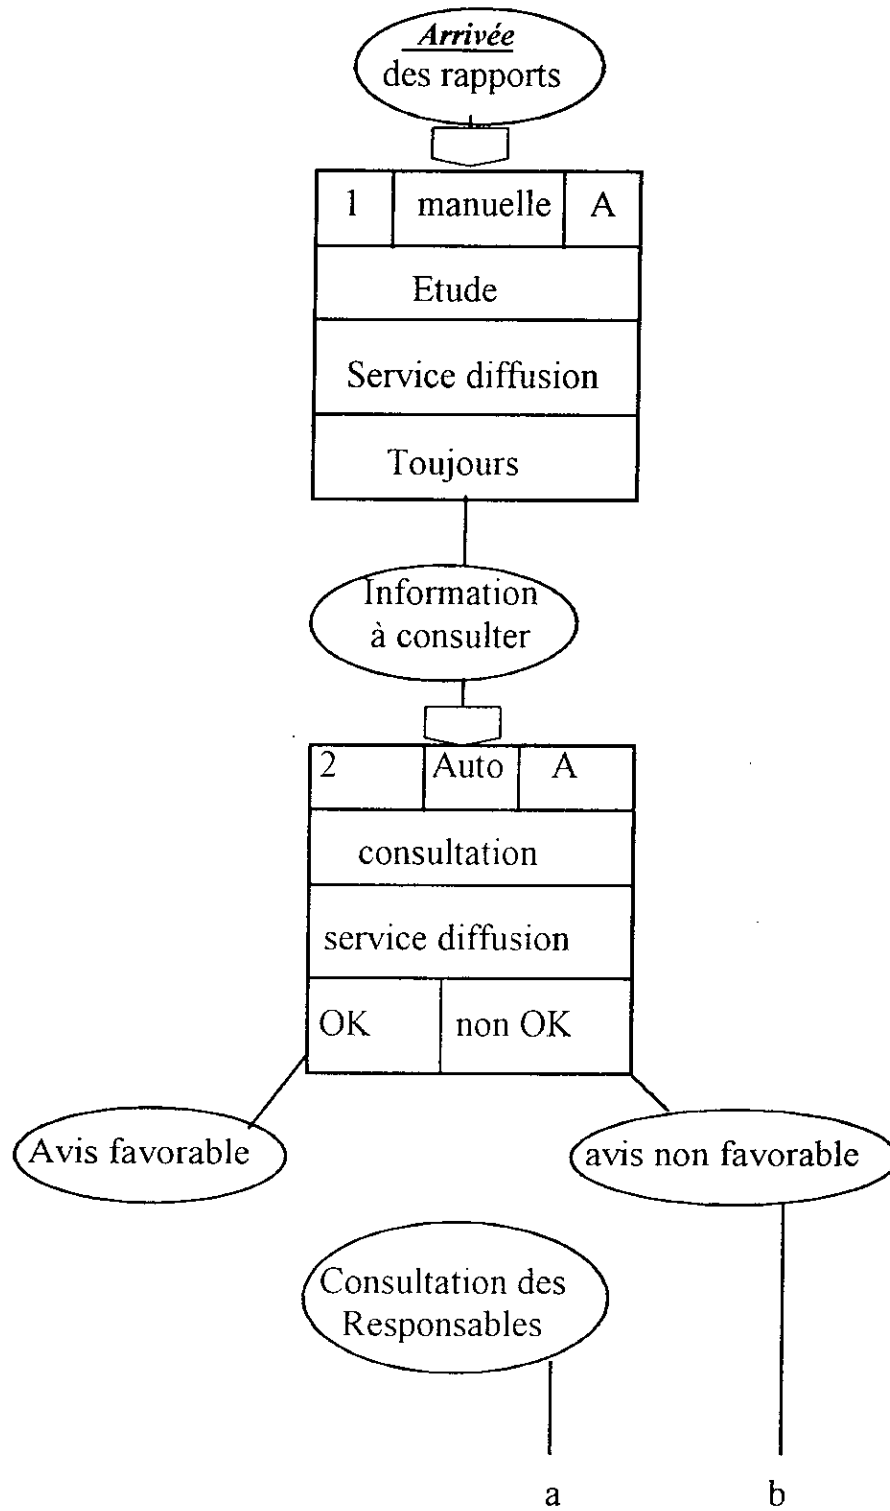 Arrivée
des rapports
1 manuelle A
Etude
Service diffusion
Toujours
Information
à consulter
2 Auto A
consultation
service diffusion
OK non OK
Avis favorable
avis non favorable
Consultation des
Responsables
a b